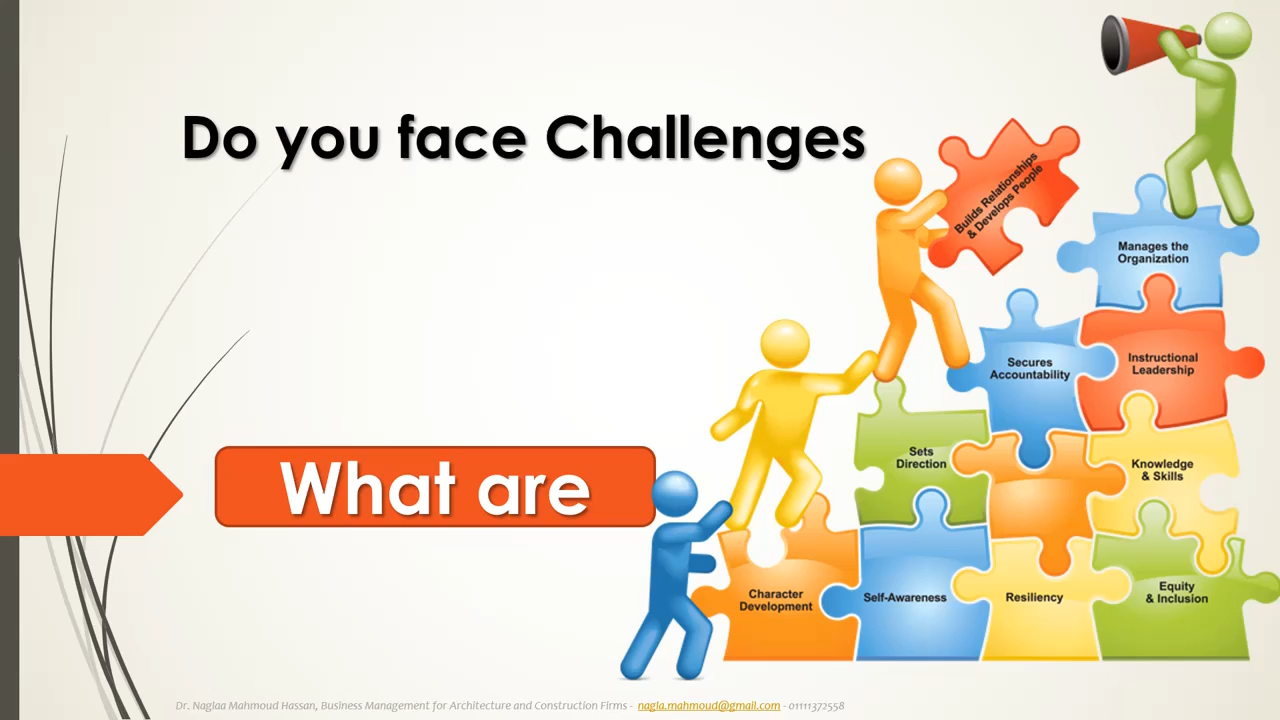 Do you face Challenges
Builds Relationships
& Develops People
Manages the
Organization
Secures
Accountability
Instructional
Leadership
Sets
Direction
Knowledge
& Skills
What are
Character
Development
Self-Awareness
Resiliency
Equity
& Inclusion
Dr. Naglaa Mahmoud Hassan, Business Management for Architecture and Construction Firms - nagla.mahmoud@gmail.com - 01111372558